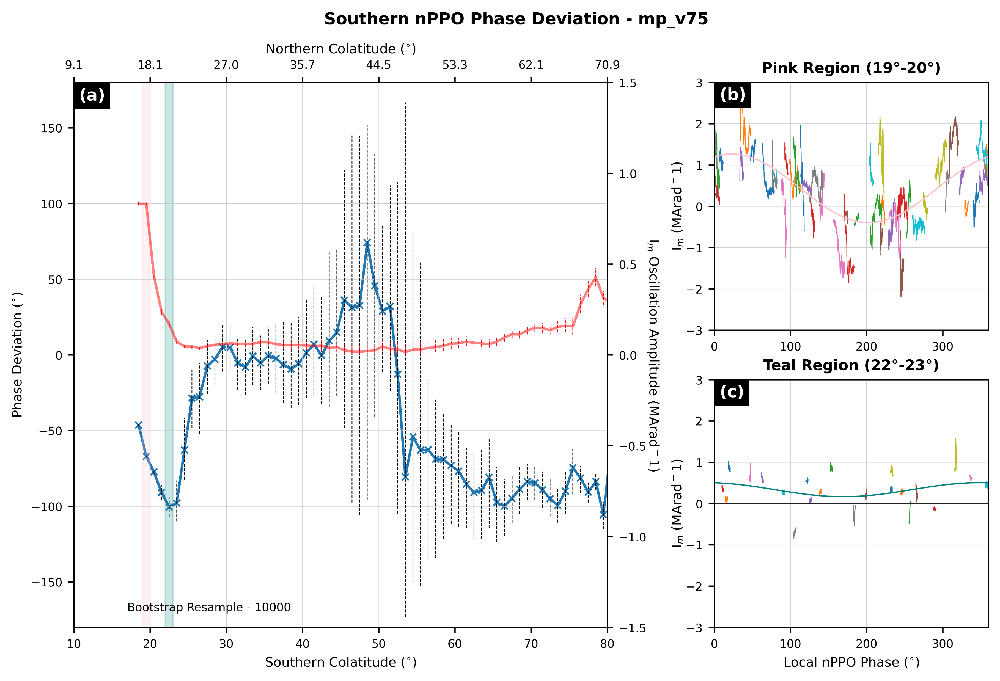 Southern nPPO Phase Deviation - mp_v75
Northern Colatitude (°)
9.1 18.1 27.0 35.7 44.5 53.3 62.1 70.9
(a)
Phase Deviation (°)
150
100
50
0
−50
−100
−150
1.5
1.0
0.5
0.0
−0.5
−1.0
−1.5
I_m Oscillation Amplitude (MArad⁻1)
Bootstrap Resample - 10000
10 20 30 40 50 60 70 80
Southern Colatitude (°)
Pink Region (19°-20°)
(b)
I_m (MArad⁻1)
3
2
1
0
−1
−2
−3
0 100 200 300
Teal Region (22°-23°)
(c)
I_m (MArad⁻1)
3
2
1
0
−1
−2
−3
0 100 200 300
Local nPPO Phase (°)